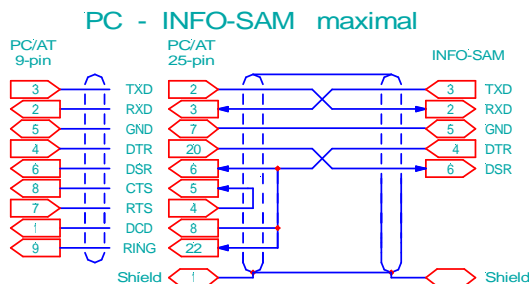 PC - INFO-SAM maximal
PC/AT 9-pin PC/AT 25-pin INFO-SAM
3 TXD 2 3 TXD
2 RXD 3 2 RXD
5 GND 7 5 GND
4 DTR 20 4 DTR
6 DSR 6 6 DSR
8 CTS 5
7 RTS 4
1 DCD 8
9 RING 22
Shield 1 Shield